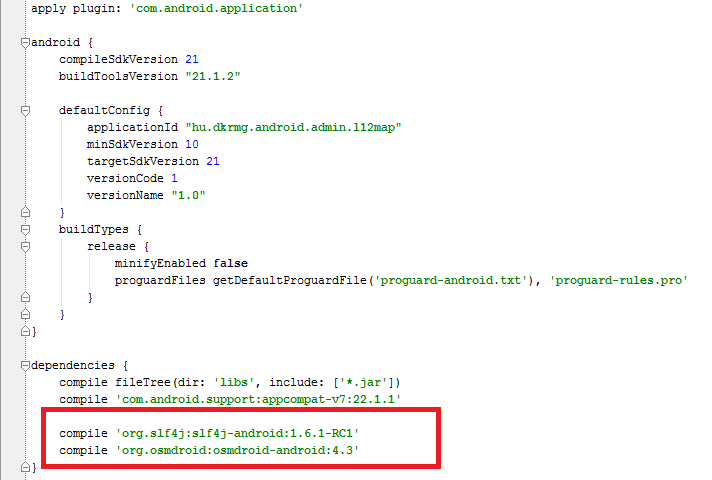 apply plugin: 'com.android.application'
android {
compileSdkVersion 21
buildToolsVersion "21.1.2"
defaultConfig {
applicationId "hu.dkrmg.android.admin.l12map"
minSdkVersion 10
targetSdkVersion 21
versionCode 1
versionName "1.0"
}
buildTypes {
release {
minifyEnabled false
proguardFiles getDefaultProguardFile('proguard-android.txt'), 'proguard-rules.pro'
}
}
}
dependencies {
compile fileTree(dir: 'libs', include: ['*.jar'])
compile 'com.android.support:appcompat-v7:22.1.1'
compile 'org.slf4j:slf4j-android:1.6.1-RC1'
compile 'org.osmdroid:osmdroid-android:4.3'
}